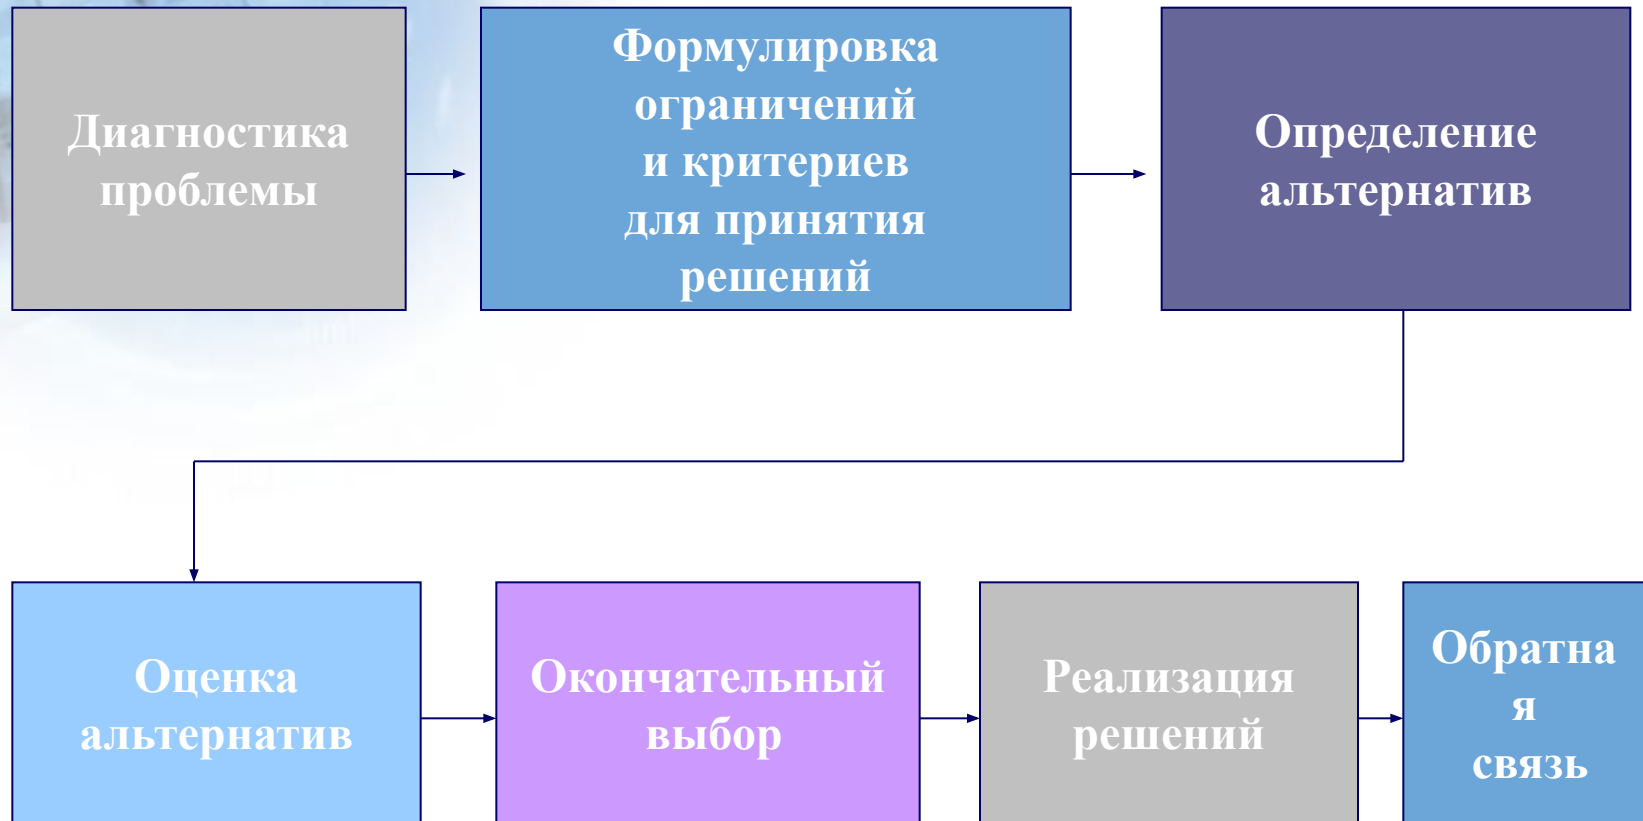 Диагностика
проблемы
Формулировка
ограничений
и критериев
для принятия
решений
Определение
альтернатив
Оценка
альтернатив
Окончательный
выбор
Реализация
решений
Обратна
я
связь